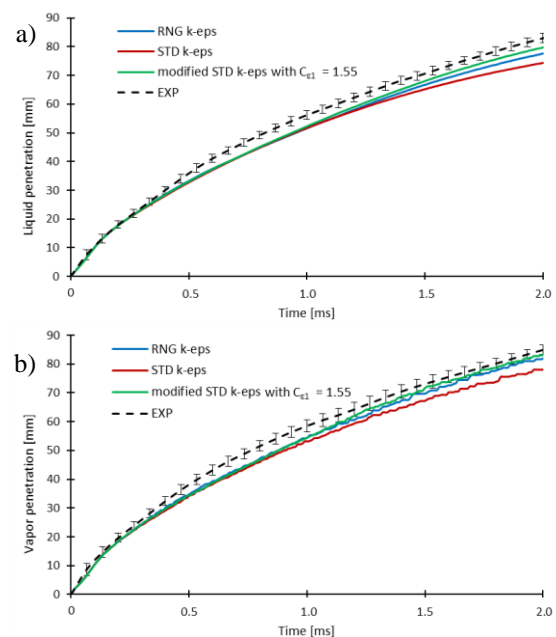 a)
90
80
70
60
50
40
30
20
10
0
Liquid penetration [mm]
RNG k-eps
STD k-eps
modified STD k-eps with Cε1 = 1.55
EXP
0 0.5 1.0 1.5 2.0
Time [ms]
b)
90
80
70
60
50
40
30
20
10
0
Vapor penetration [mm]
RNG k-eps
STD k-eps
modified STD k-eps with Cε1 = 1.55
EXP
0 0.5 1.0 1.5 2.0
Time [ms]